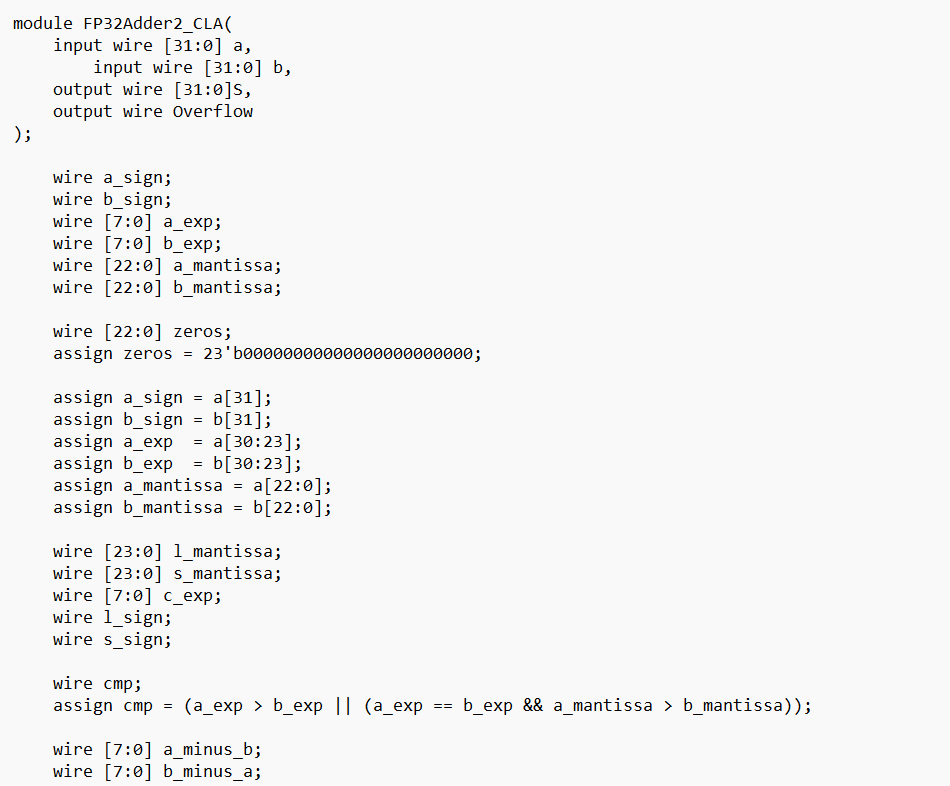 module FP32Adder2_CLA(
    input wire [31:0] a,
        input wire [31:0] b,
    output wire [31:0]S,
    output wire Overflow
);

    wire a_sign;
    wire b_sign;
    wire [7:0] a_exp;
    wire [7:0] b_exp;
    wire [22:0] a_mantissa;
    wire [22:0] b_mantissa;

    wire [22:0] zeros;
    assign zeros = 23'b00000000000000000000000;

    assign a_sign = a[31];
    assign b_sign = b[31];
    assign a_exp  = a[30:23];
    assign b_exp  = b[30:23];
    assign a_mantissa = a[22:0];
    assign b_mantissa = b[22:0];

    wire [23:0] l_mantissa;
    wire [23:0] s_mantissa;
    wire [7:0] c_exp;
    wire l_sign;
    wire s_sign;

    wire cmp;
    assign cmp = (a_exp > b_exp || (a_exp == b_exp && a_mantissa > b_mantissa));

    wire [7:0] a_minus_b;
    wire [7:0] b_minus_a;